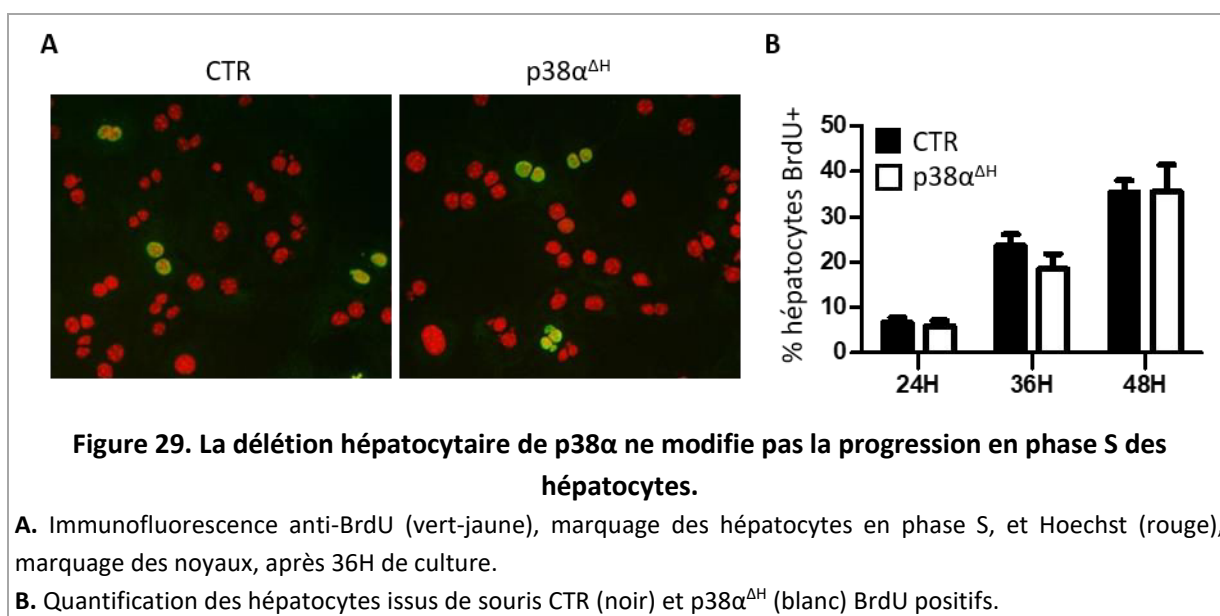 A
CTR
p38α^ΔH
B
% hépatocytes BrdU+
50
40
30
20
10
0
CTR
p38α^ΔH
24H
36H
48H
Figure 29. La délétion hépatocytaire de p38α ne modifie pas la progression en phase S des
hépatocytes.
A. Immunofluorescence anti-BrdU (vert-jaune), marquage des hépatocytes en phase S, et Hoechst (rouge),
marquage des noyaux, après 36H de culture.
B. Quantification des hépatocytes issus de souris CTR (noir) et p38α^ΔH (blanc) BrdU positifs.